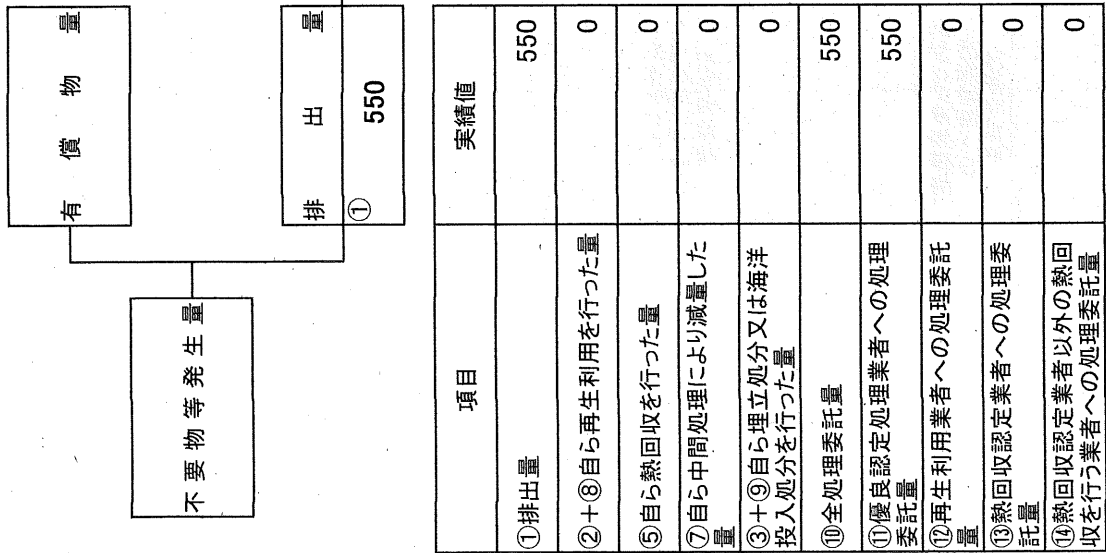 有償物量
不要物等発生量
排出量
①
550
項目 実績値
①排出量 550
②+⑧自ら再生利用を行った量 0
⑤自ら熱回収を行った量 0
⑦自ら中間処理により減量した
量 0
③+⑨自ら埋立処分又は海洋
投入処分を行った量 0
⑩全処理委託量 550
⑪優良認定処理業者への処理
委託量 550
⑫再生利用業者への処理委託
量 0
⑬熱回収認定業者への処理委
託量 0
⑭熱回収認定業者以外の熱回
収を行う業者への処理委託量 0